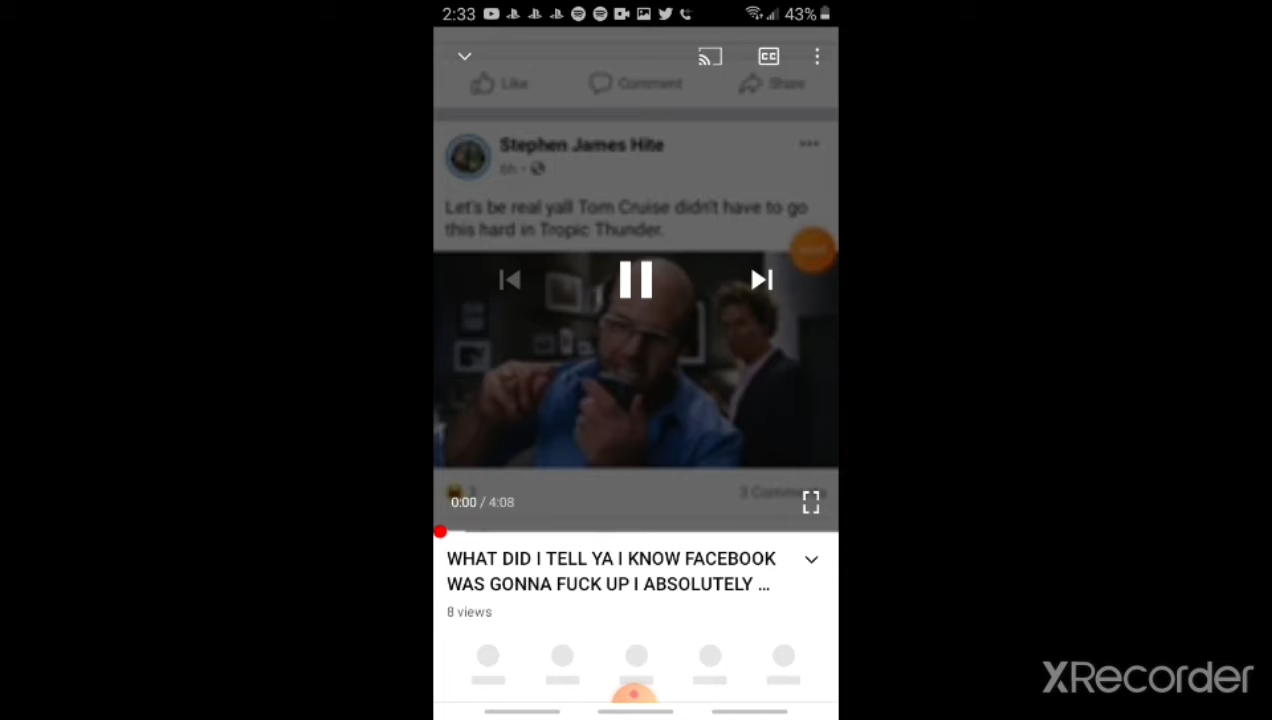 2:33
43%
Like
Comment
Share
Stephen James Hite
6h
Let's be real yall Tom Cruise didn't have to go
this hard in Tropic Thunder.
0:00 / 4:08
WHAT DID I TELL YA I KNOW FACEBOOK
WAS GONNA FUCK UP I ABSOLUTELY ...
8 views
XRecorder